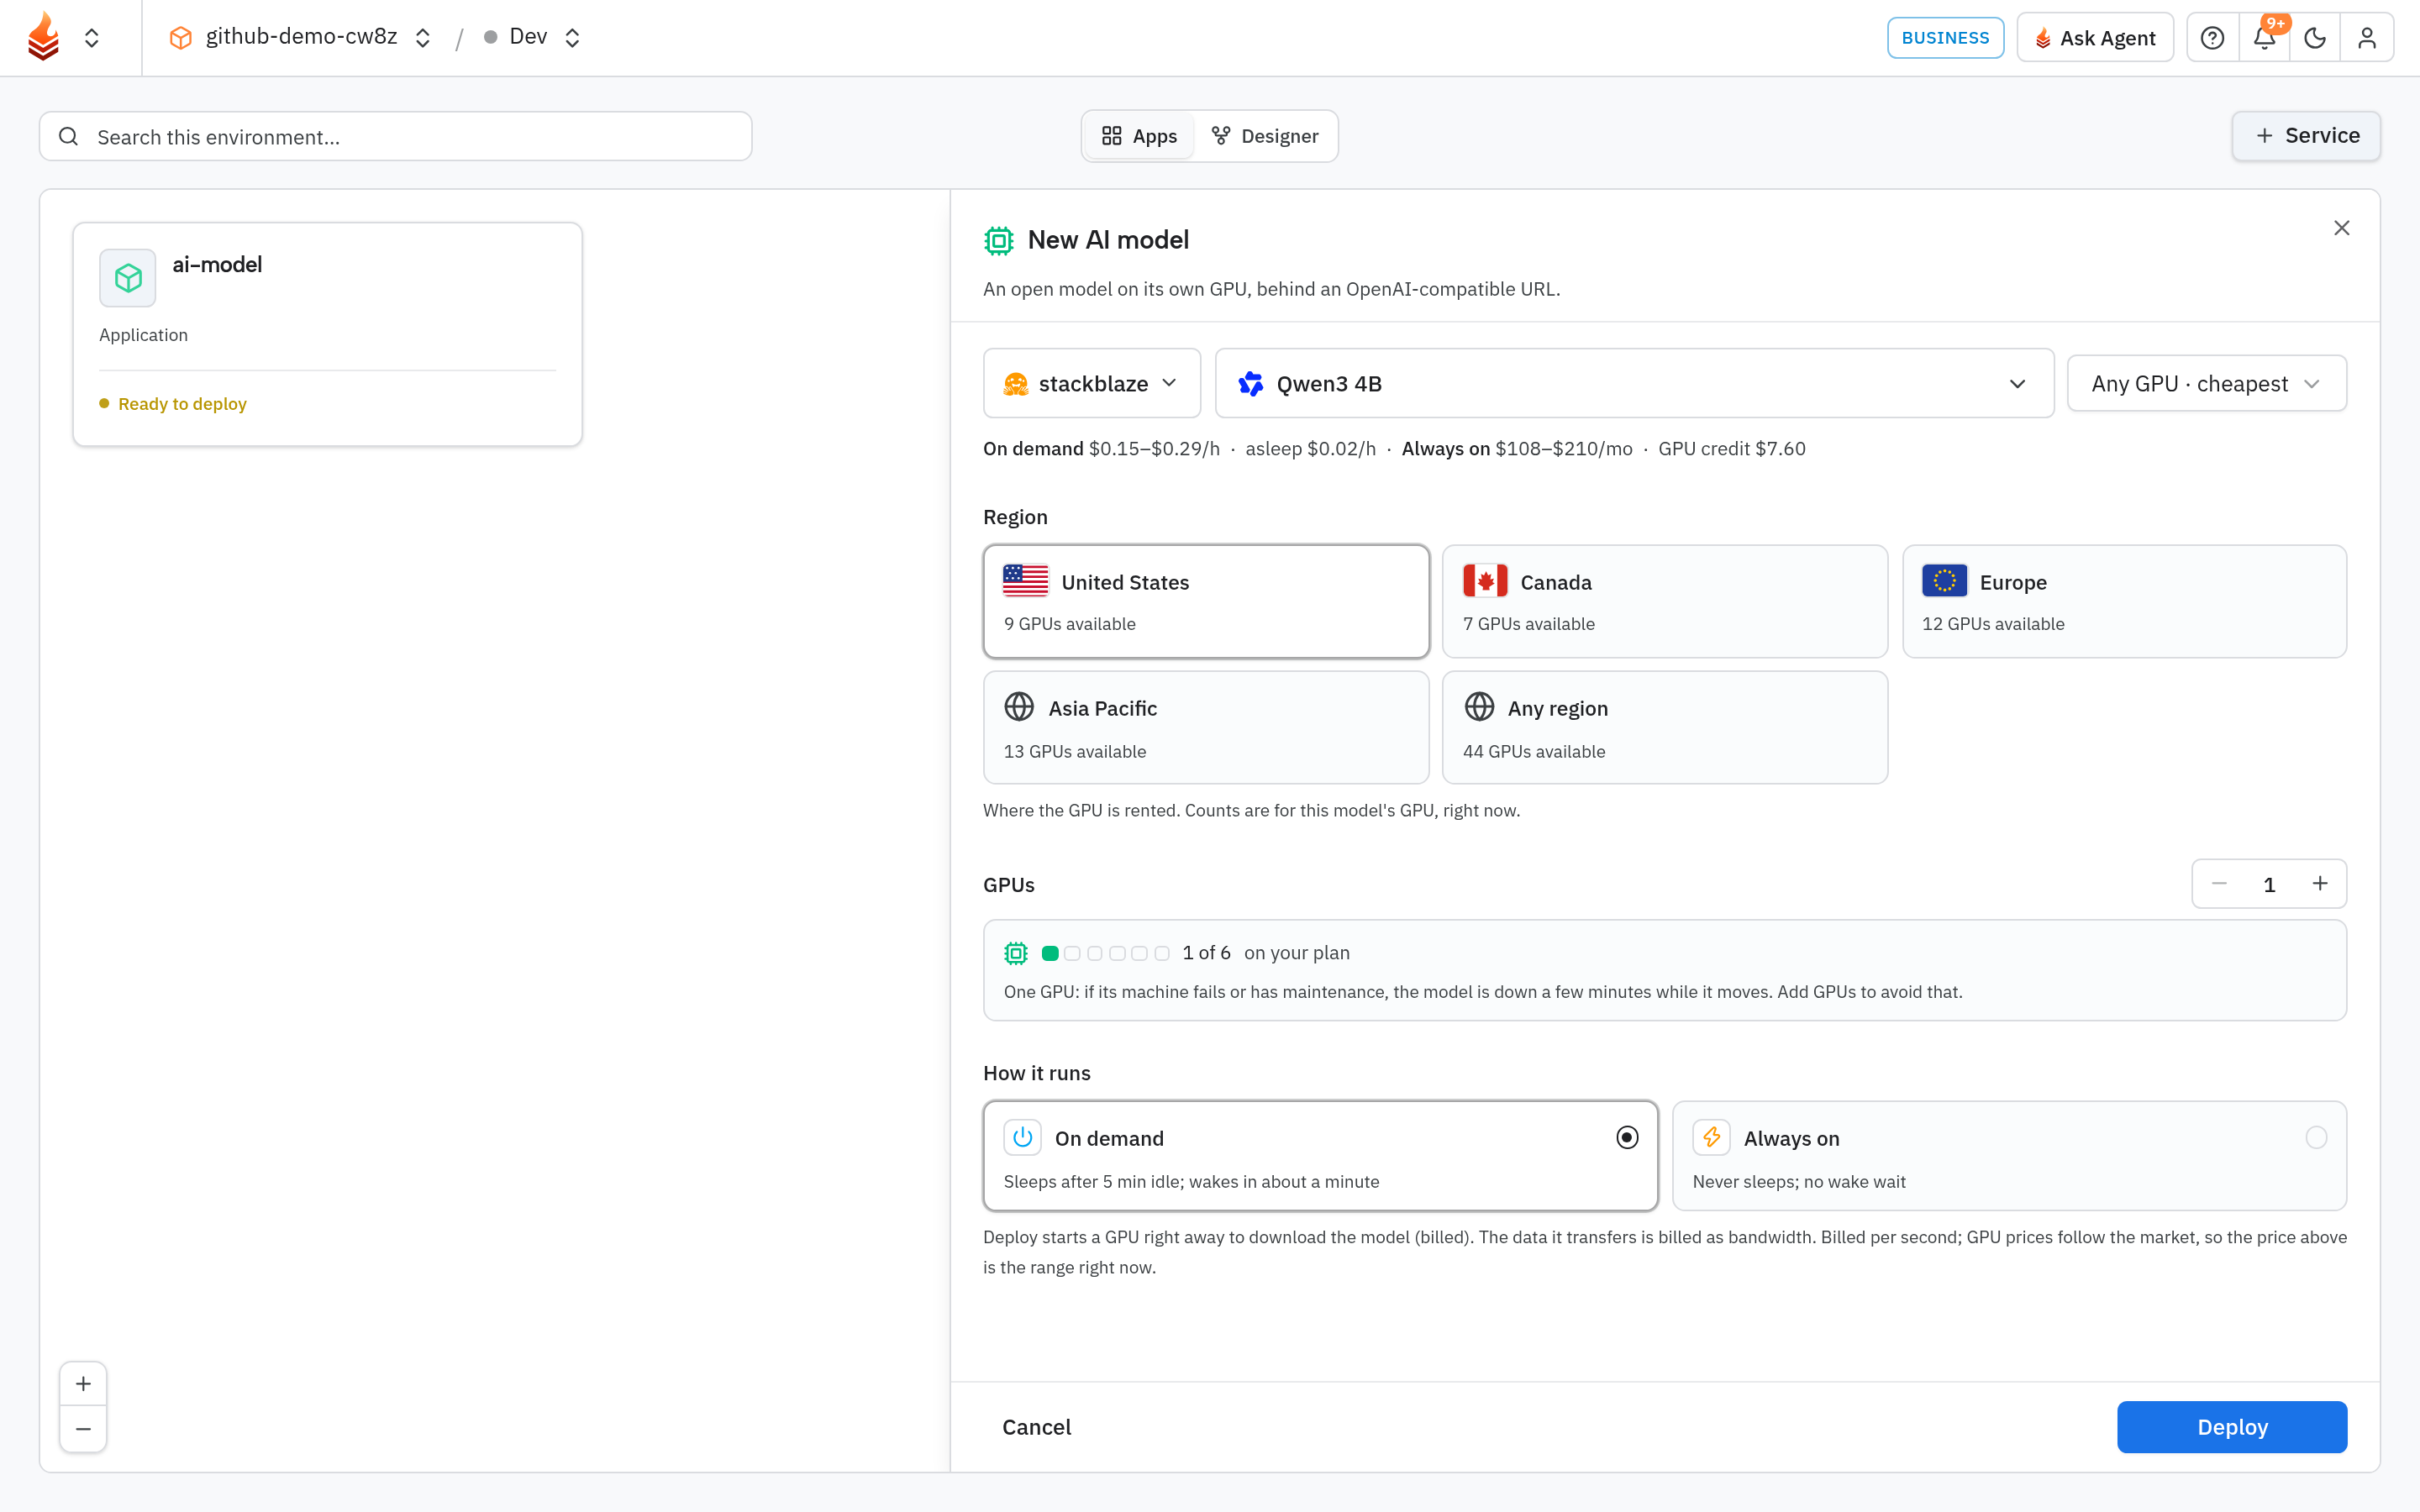 github-demo-cw8z / Dev BUSINESS Ask Agent 9+
Search this environment... Apps Designer + Service
ai-model
Application
Ready to deploy
New AI model
An open model on its own GPU, behind an OpenAI-compatible URL.
stackblaze Qwen3 4B Any GPU · cheapest
On demand $0.15–$0.29/h · asleep $0.02/h · Always on $108–$210/mo · GPU credit $7.60
Region
United States Canada Europe
9 GPUs available 7 GPUs available 12 GPUs available
Asia Pacific Any region
13 GPUs available 44 GPUs available
Where the GPU is rented. Counts are for this model's GPU, right now.
GPUs − 1 +
1 of 6 on your plan
One GPU: if its machine fails or has maintenance, the model is down a few minutes while it moves. Add GPUs to avoid that.
How it runs
On demand Always on
Sleeps after 5 min idle; wakes in about a minute Never sleeps; no wake wait
Deploy starts a GPU right away to download the model (billed). The data it transfers is billed as bandwidth. Billed per second; GPU prices follow the market, so the price above
is the range right now.
+
−
Cancel Deploy